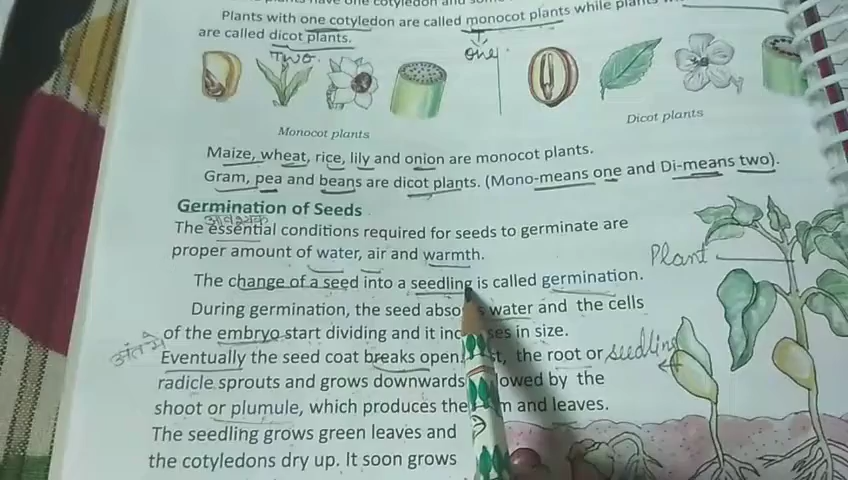 Plants with one cotyledon are called monocot plants while
are called dicot plants.
Two.
one
Monocot plants
Dicot plants
Maize, wheat, rice, lily and onion are monocot plants.
Gram, pea and beans are dicot plants. (Mono-means one and Di-means two).
Germination of Seeds
आवश्यक
The essential conditions required for seeds to germinate are
proper amount of water, air and warmth.
Plant
The change of a seed into a seedling is called germination.
During germination, the seed water and the cells
of the embryo start dividing and it in size.
अंत में
Eventually the seed coat breaks open. the root or
seedling
radicle sprouts and grows downwards by the
shoot or plumule, which produces the and leaves.
The seedling grows green leaves and
the cotyledons dry up. It soon grows